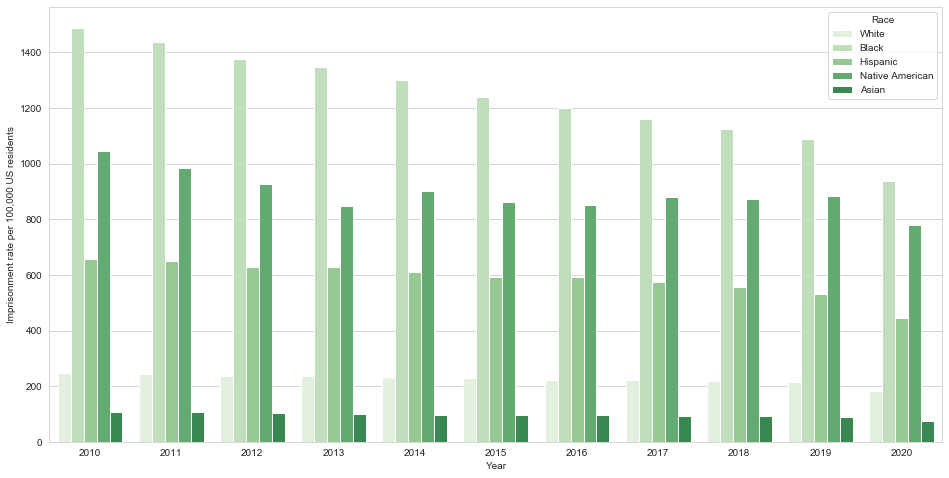 Race
White
Black
Hispanic
Native American
Asian
Imprisonment rate per 100,000 US residents
1400
1200
1000
800
600
400
200
0
2010 2011 2012 2013 2014 2015 2016 2017 2018 2019 2020
Year